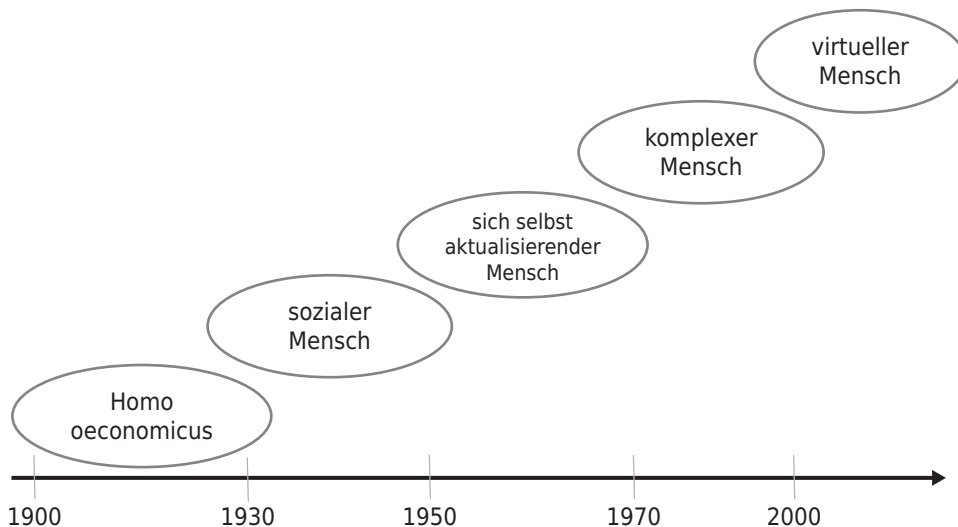 virtueller
Mensch
komplexer
Mensch
sich selbst
aktualisierender
Mensch
sozialer
Mensch
Homo
oeconomicus
1900
1930
1950
1970
2000